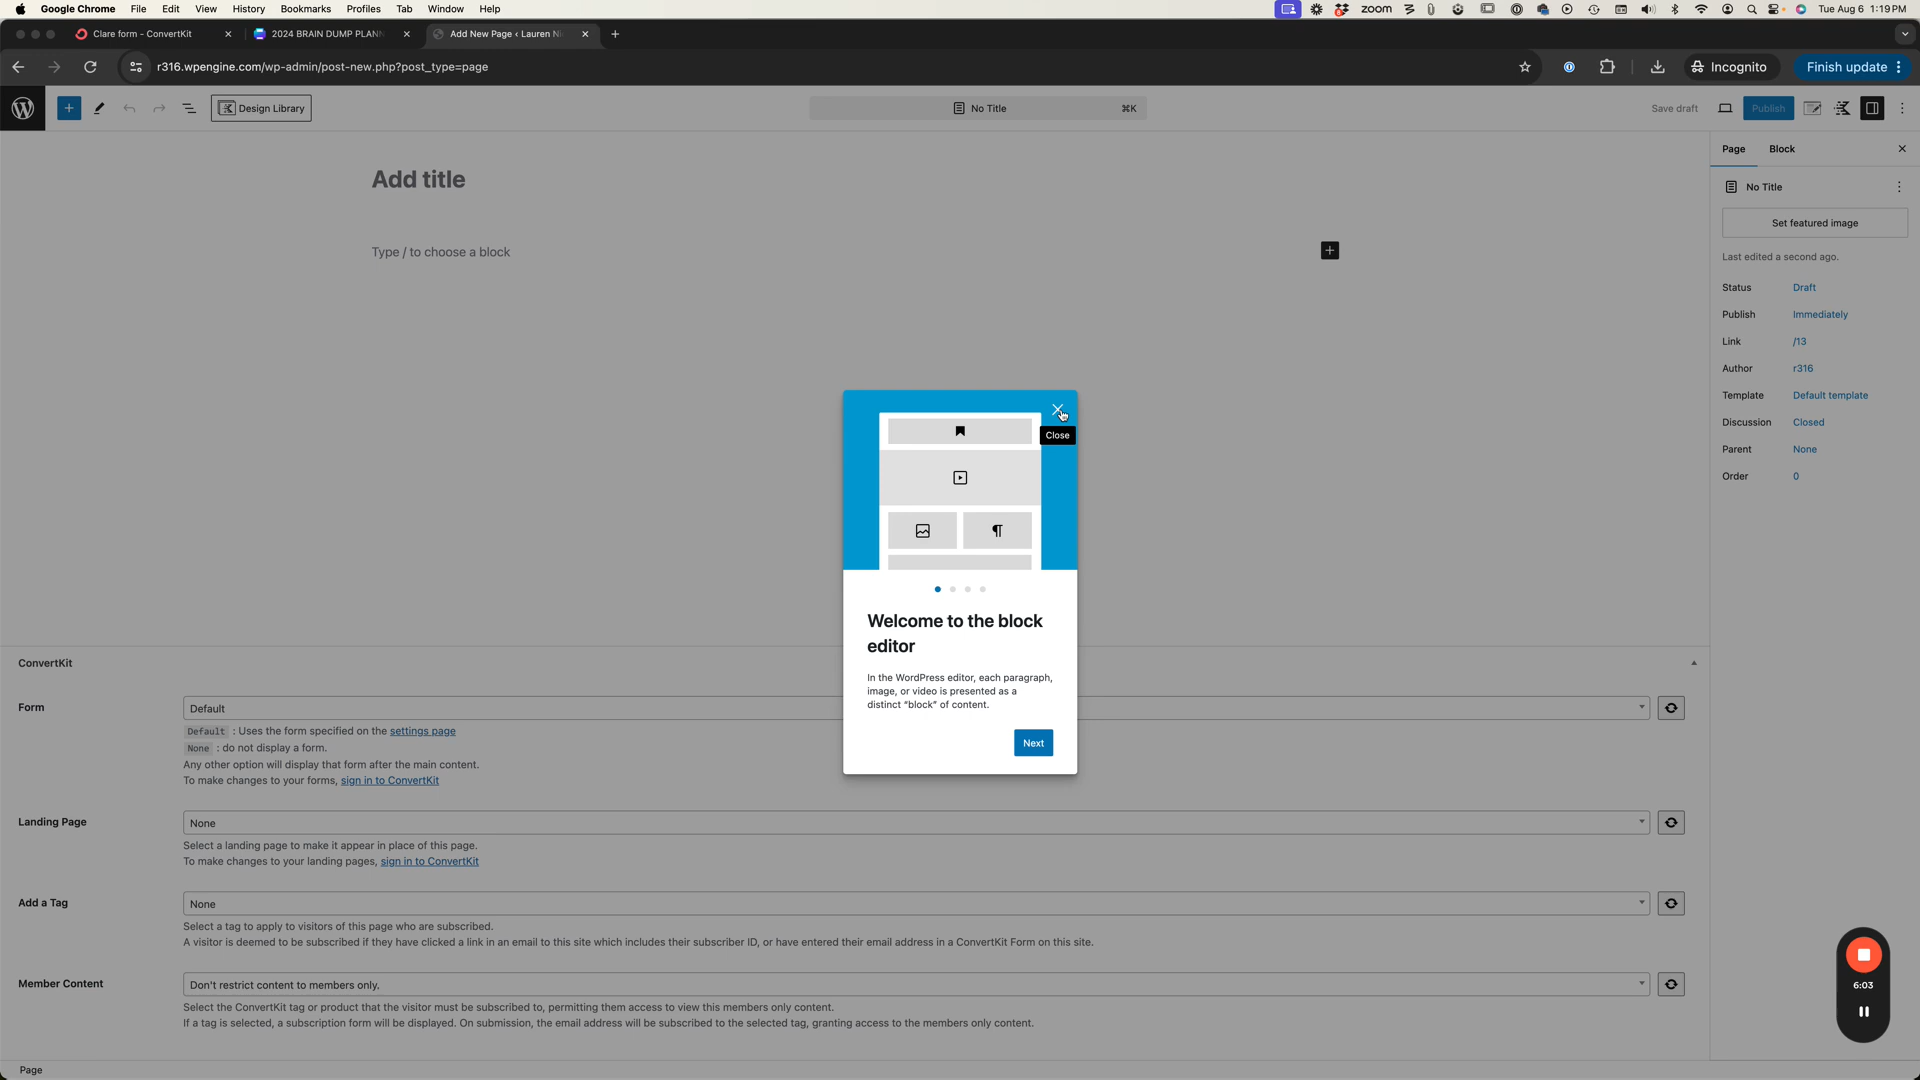 Google Chrome File Edit View History Bookmarks Profiles Tab Window Help zoom Tue Aug 6 1:19 PM
Clare form - ConvertKit 2024 BRAIN DUMP PLANN Add New Page ‹ Lauren Ni
r316.wpengine.com/wp-admin/post-new.php?post_type=page Incognito Finish update
Design Library No Title ⌘K Save draft Publish
Page Block
Add title
No Title
Set featured image
Type / to choose a block
Last edited a second ago.
Status Draft
Publish Immediately
Link /13
Author r316
Template Default template
Discussion Closed
Parent None
Order 0
Close
Welcome to the block
editor
In the WordPress editor, each paragraph,
image, or video is presented as a
distinct “block” of content.
Next
ConvertKit
Form Default
Default : Uses the form specified on the settings page
None : do not display a form.
Any other option will display that form after the main content.
To make changes to your forms, sign in to ConvertKit
Landing Page None
Select a landing page to make it appear in place of this page.
To make changes to your landing pages, sign in to ConvertKit
Add a Tag None
Select a tag to apply to visitors of this page who are subscribed.
A visitor is deemed to be subscribed if they have clicked a link in an email to this site which includes their subscriber ID, or have entered their email address in a ConvertKit Form on this site.
Member Content Don't restrict content to members only.
Select the ConvertKit tag or product that the visitor must be subscribed to, permitting them access to view this members only content.
If a tag is selected, a subscription form will be displayed. On submission, the email address will be subscribed to the selected tag, granting access to the members only content.
6:03
Page